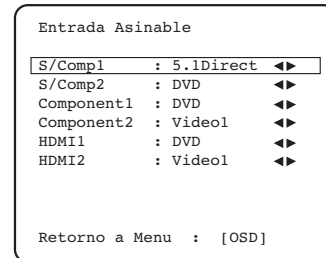 Entrada Asinable
S/Comp1 : 5.1Direct ◀▶
S/Comp2 : DVD ◀▶
Component1 : DVD ◀▶
Component2 : Video1 ◀▶
HDMI1 : DVD ◀▶
HDMI2 : Video1 ◀▶
Retorno a Menu : [OSD]